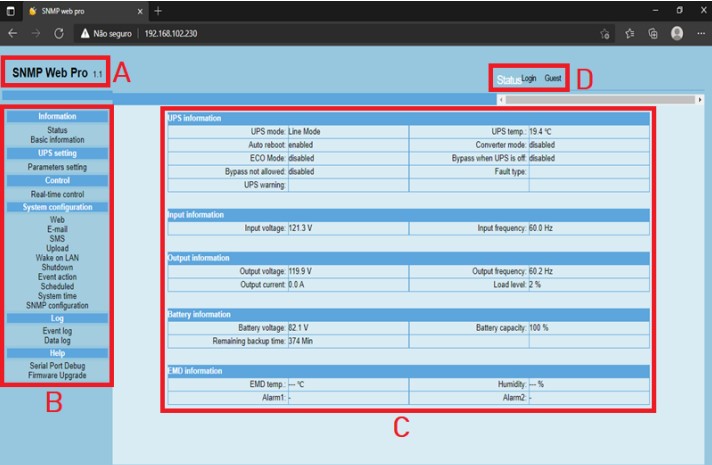 SNMP web pro
Não seguro 192.168.102.230
SNMP Web Pro 1.1
A
Status Login Guest
D
Information
Status
Basic information
UPS setting
Parameters setting
Control
Real-time control
System configuration
Web
E-mail
SMS
Upload
Wake on LAN
Shutdown
Event action
Scheduled
System time
SNMP configuration
Log
Event log
Data log
Help
Serial Port Debug
Firmware Upgrade
B
UPS information
UPS mode: Line Mode UPS temp.: 19.4 ℃
Auto reboot: enabled Converter mode: disabled
ECO Mode: disabled Bypass when UPS is off: disabled
Bypass not allowed: disabled Fault type:
UPS warning:
Input information
Input voltage: 121.3 V Input frequency: 60.0 Hz
Output information
Output voltage: 119.9 V Output frequency: 60.2 Hz
Output current: 0.0 A Load level: 2 %
Battery information
Battery voltage: 82.1 V Battery capacity: 100 %
Remaining backup time: 374 Min
EMD information
EMD temp.: --- ℃ Humidity: --- %
Alarm1: - Alarm2: -
C